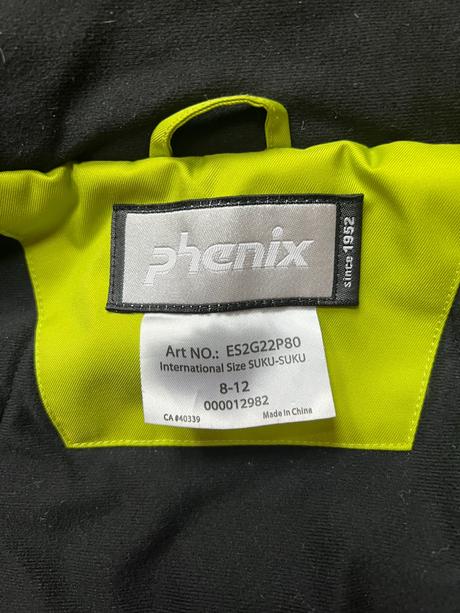 phenix
since 1952
Art NO.: ES2G22P80
International Size SUKU-SUKU
8-12
000012982
CA #40339 Made in China